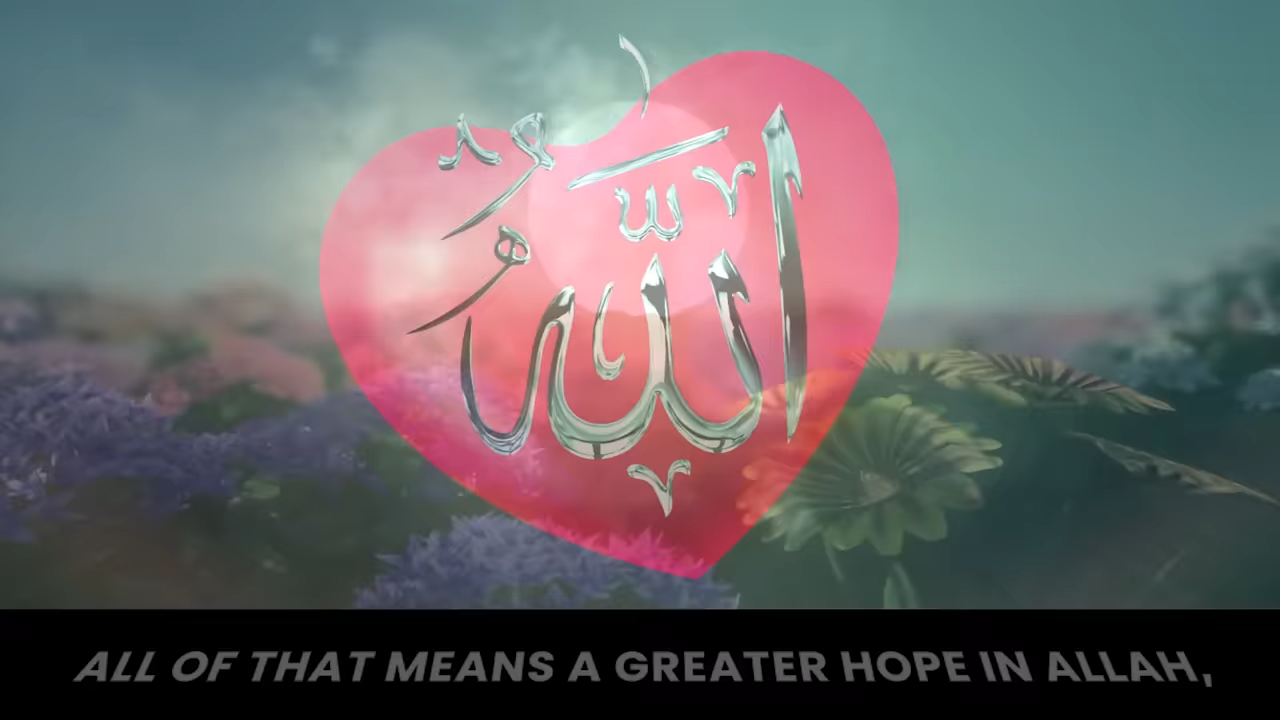 الله
ALL OF THAT MEANS A GREATER HOPE IN ALLAH,